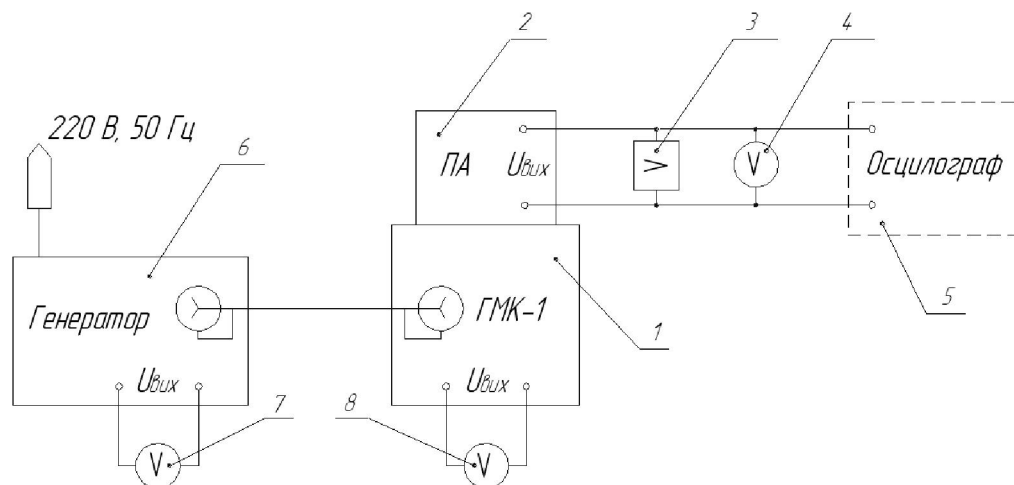 2
3
4
220 В, 50 Гц
6
ПА
Uвих
V
V
Осцилограф
Генератор
ГМК-1
5
1
Uвих
Uвих
7
8
V
V